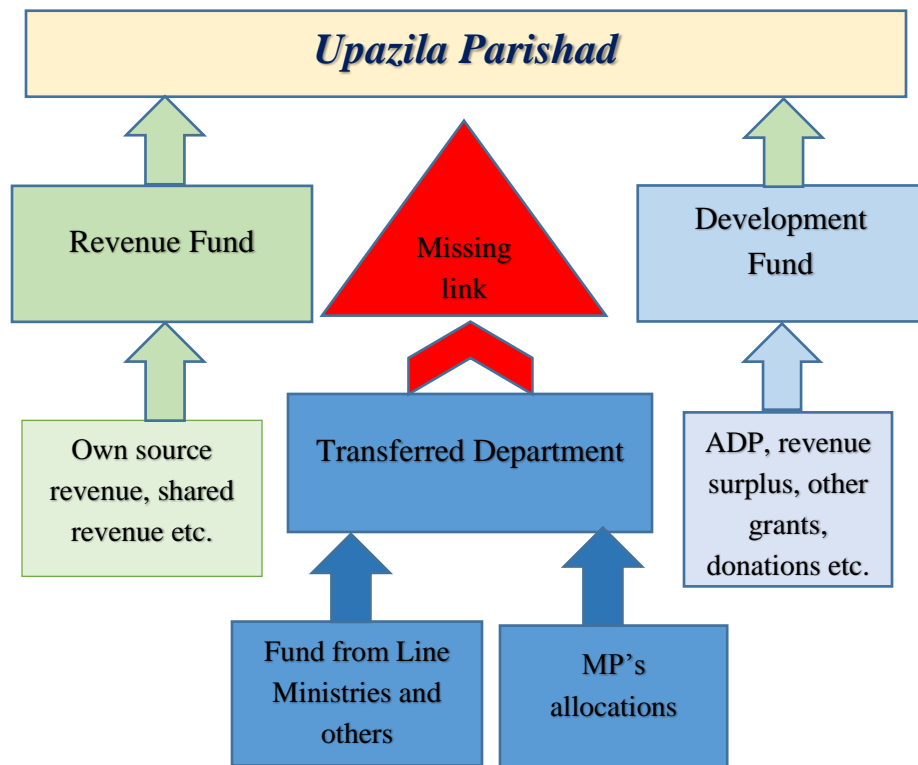 Upazila Parishad
Revenue Fund
Missing
link
Development
Fund
Own source
revenue, shared
revenue etc.
Transferred Department
ADP, revenue
surplus, other
grants,
donations etc.
Fund from Line
Ministries and
others
MP’s
allocations